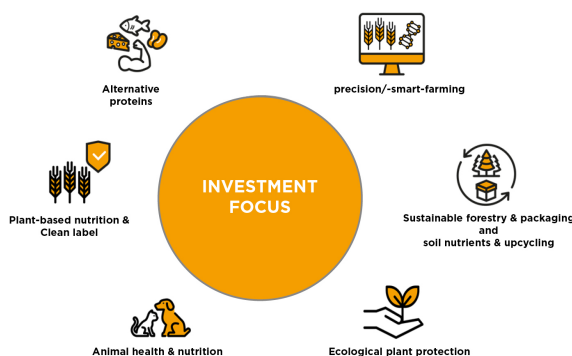 Alternative
proteins
precision/-smart-farming
INVESTMENT
FOCUS
Plant-based nutrition &
Clean label
Sustainable forestry & packaging
and
soil nutrients & upcycling
Animal health & nutrition
Ecological plant protection